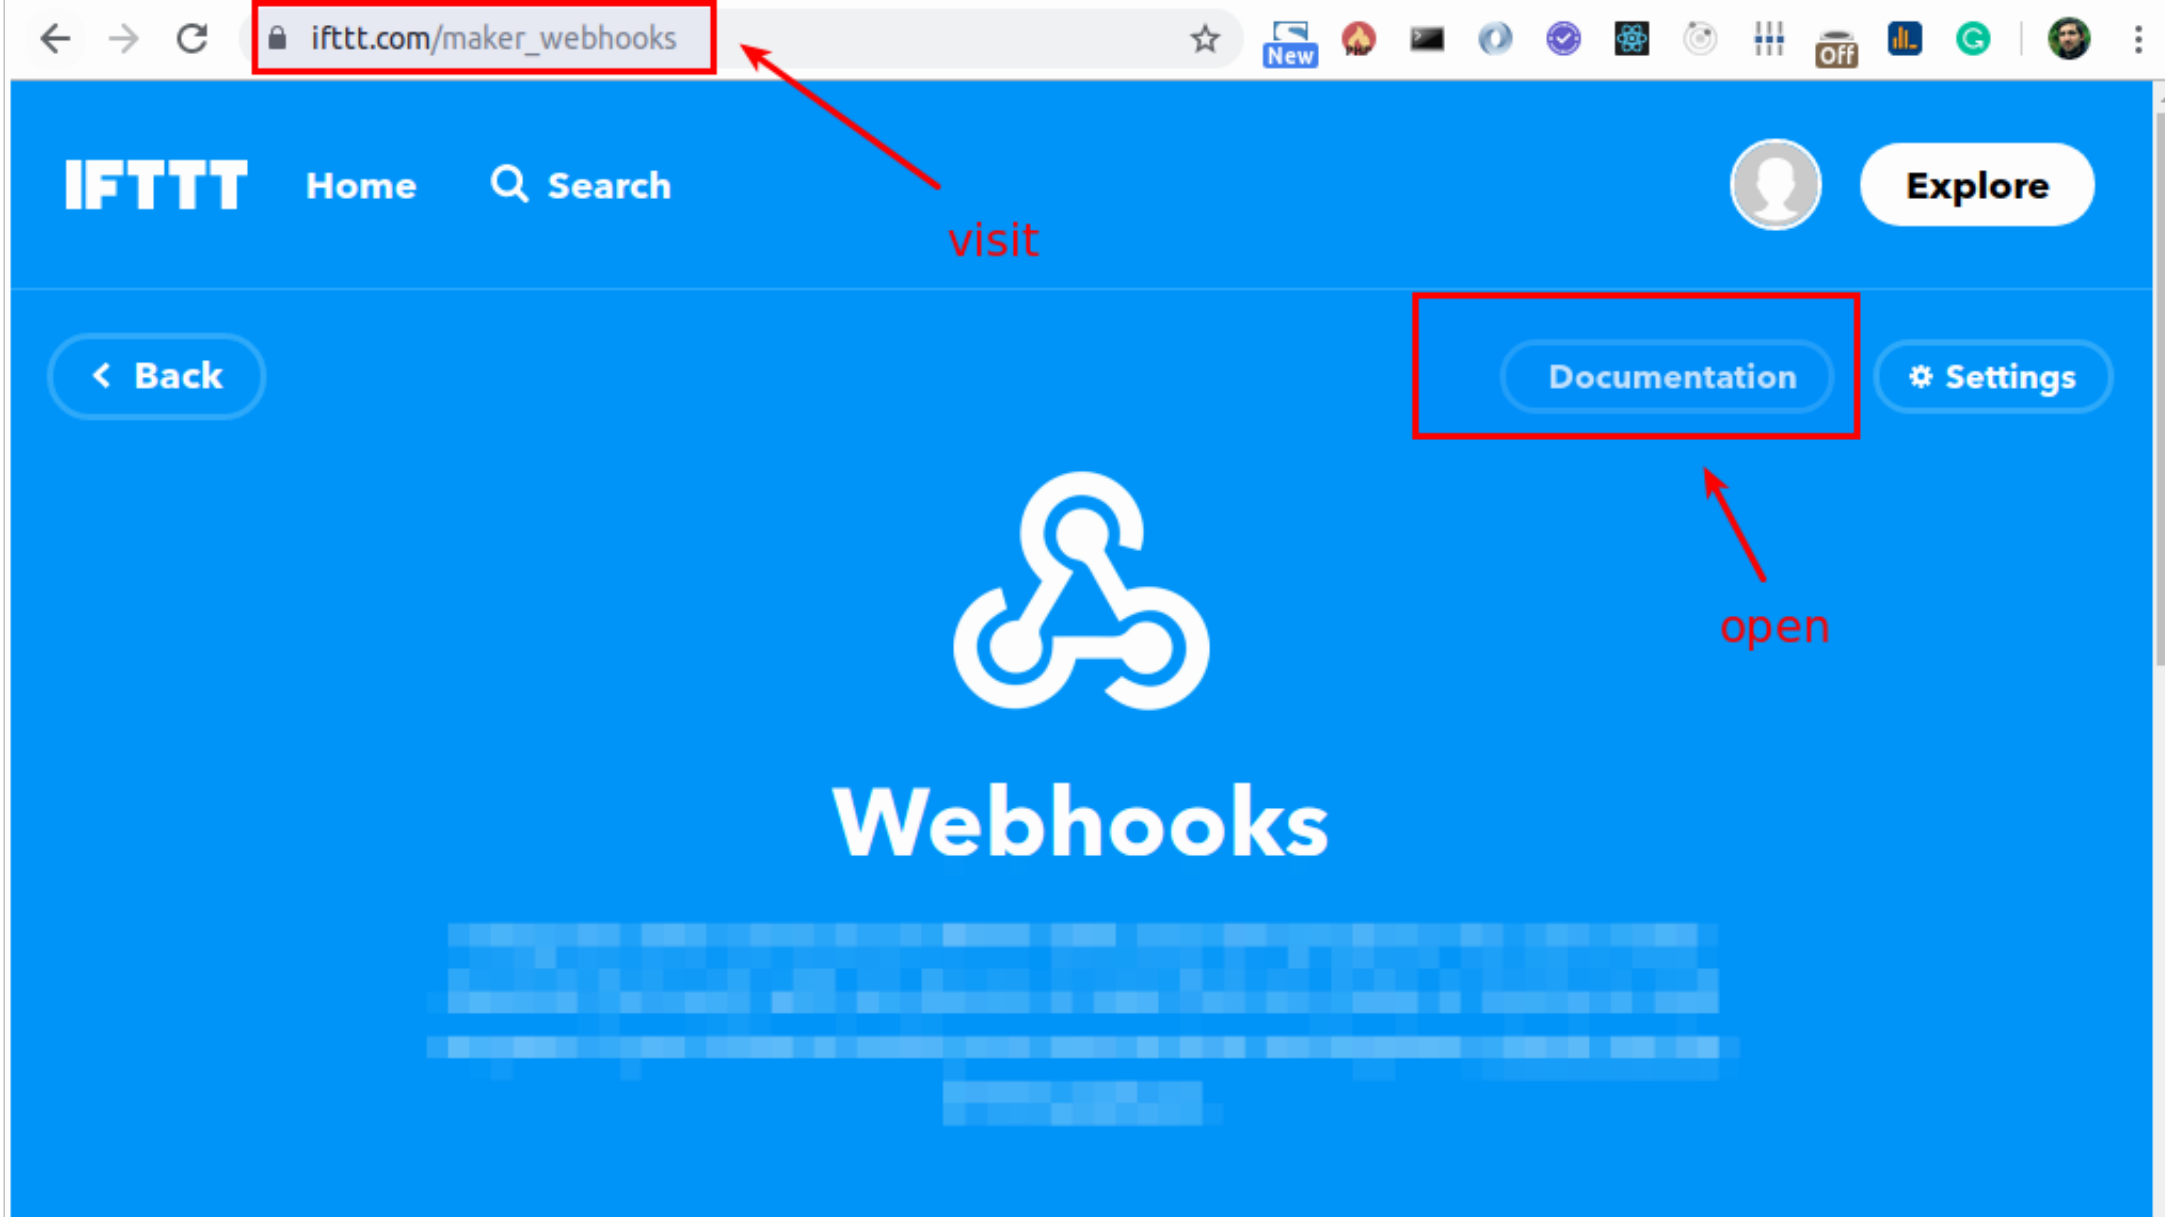 ifttt.com/maker_webhooks
New
Off
IFTTT Home Search Explore
visit
Back Documentation Settings
open
Webhooks